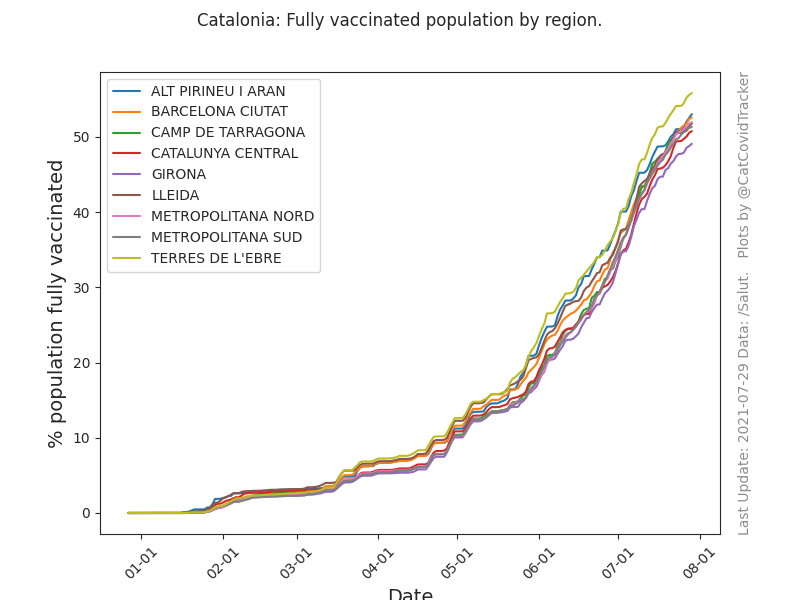 Catalonia: Fully vaccinated population by region.
ALT PIRINEU I ARAN
BARCELONA CIUTAT
CAMP DE TARRAGONA
CATALUNYA CENTRAL
GIRONA
LLEIDA
METROPOLITANA NORD
METROPOLITANA SUD
TERRES DE L'EBRE
% population fully vaccinated
50
40
30
20
10
0
01-01
02-01
03-01
04-01
05-01
06-01
07-01
08-01
Date
Last Update: 2021-07-29 Data: /Salut. Plots by @CatCovidTracker